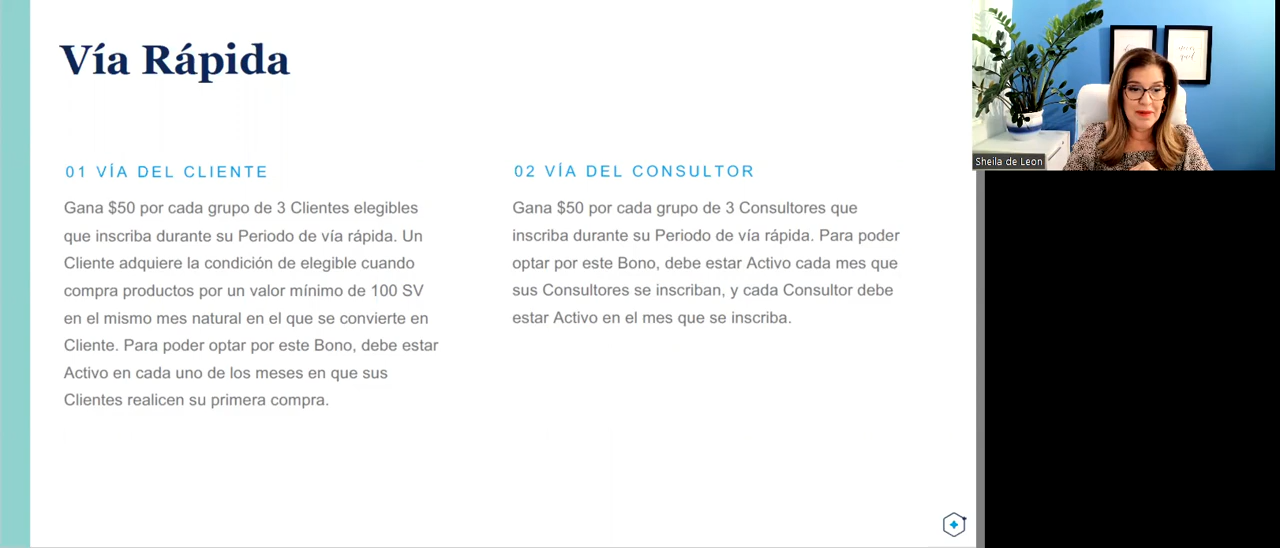 Vía Rápida
01 VÍA DEL CLIENTE
Gana $50 por cada grupo de 3 Clientes elegibles
que inscriba durante su Periodo de vía rápida. Un
Cliente adquiere la condición de elegible cuando
compra productos por un valor mínimo de 100 SV
en el mismo mes natural en el que se convierte en
Cliente. Para poder optar por este Bono, debe estar
Activo en cada uno de los meses en que sus
Clientes realicen su primera compra.
02 VÍA DEL CONSULTOR
Gana $50 por cada grupo de 3 Consultores que
inscriba durante su Periodo de vía rápida. Para poder
optar por este Bono, debe estar Activo cada mes que
sus Consultores se inscriban, y cada Consultor debe
estar Activo en el mes que se inscriba.
Sheila de Leon